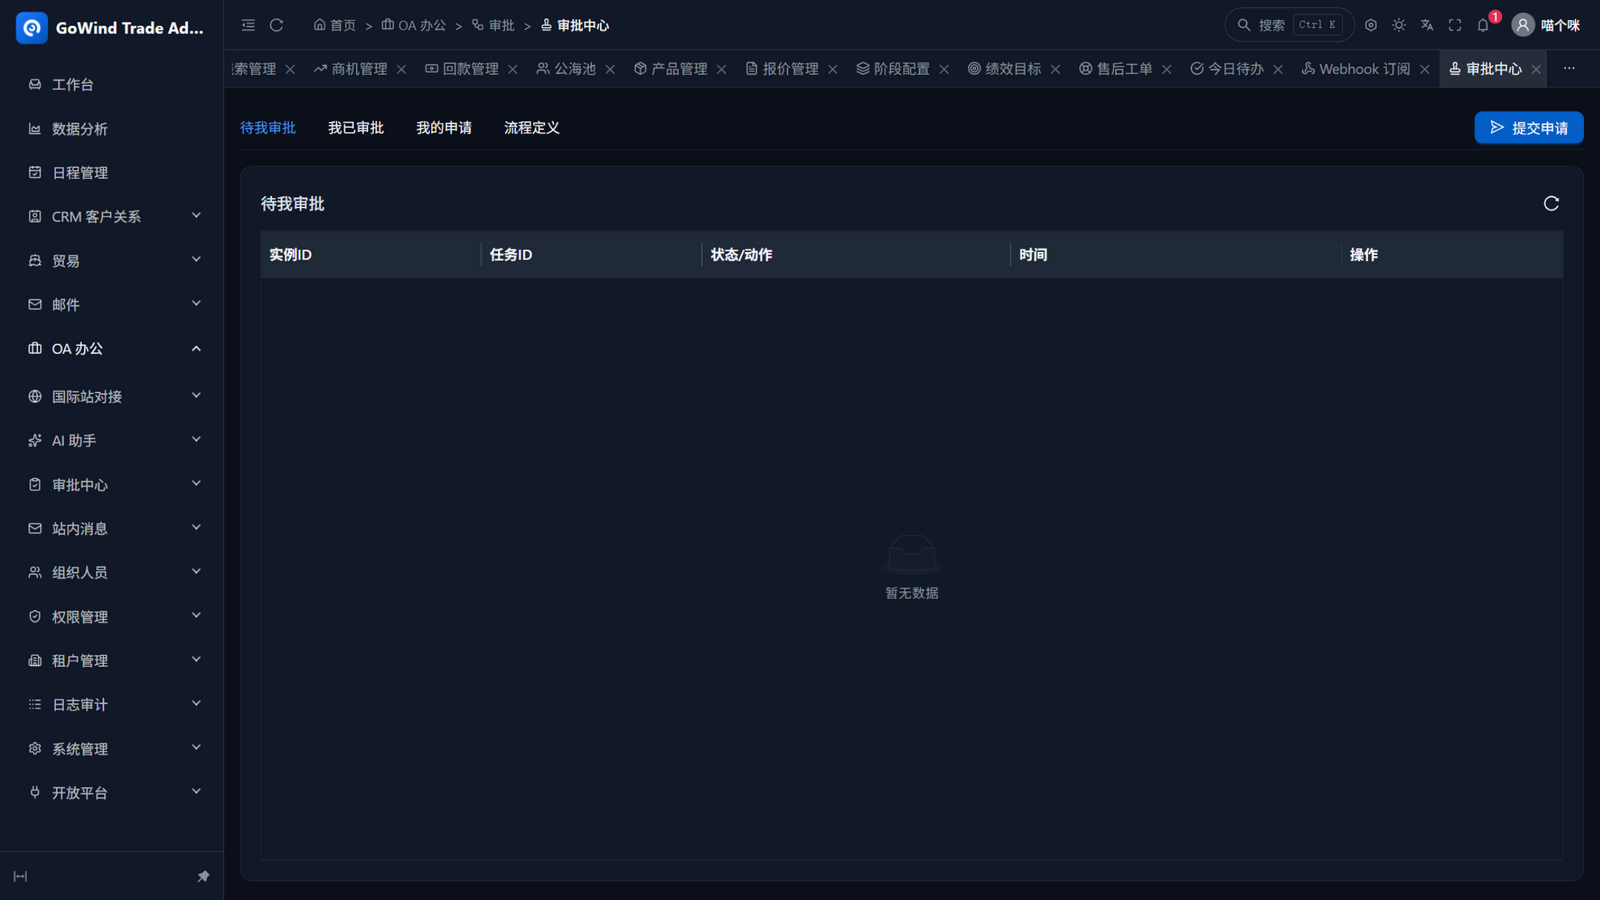 GoWind Trade Ad...
首页 > OA 办公 > 审批 > 审批中心
搜索 Ctrl K
1
喵个咪
索管理
商机管理
回款管理
公海池
产品管理
报价管理
阶段配置
绩效目标
售后工单
今日待办
Webhook 订阅
审批中心
工作台
数据分析
日程管理
CRM 客户关系
贸易
邮件
OA 办公
国际站对接
AI 助手
审批中心
站内消息
组织人员
权限管理
租户管理
日志审计
系统管理
开放平台
待我审批 我已审批 我的申请 流程定义
提交申请
待我审批
实例ID 任务ID 状态/动作 时间 操作
暂无数据